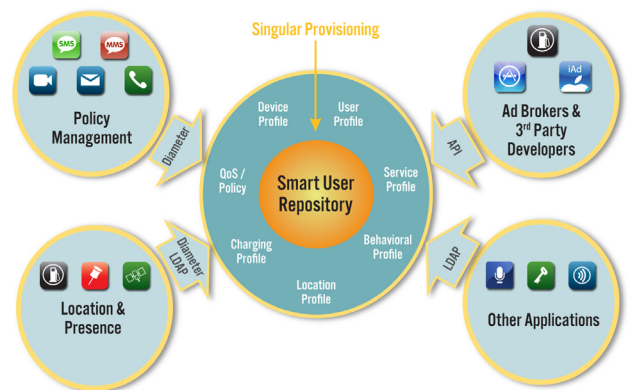 Singular Provisioning
SMS
MMS
Policy
Management
Diameter
iAd
Ad Brokers &
3rd Party
Developers
API
Device
Profile
User
Profile
QoS /
Policy
Service
Profile
Smart User
Repository
Charging
Profile
Behavioral
Profile
Location
Profile
Diameter
LDAP
Location &
Presence
LDAP
Other Applications